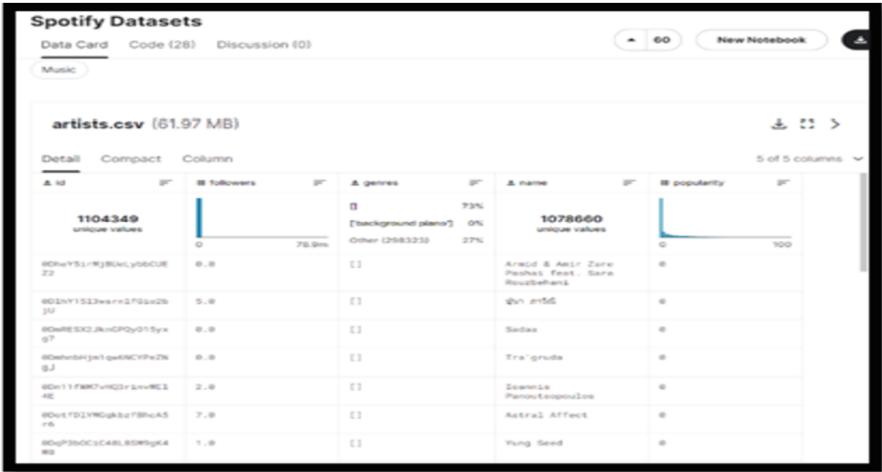 Spotify Datasets
Data Card Code (28) Discussion (0)
60 New Notebook
Music
artists.csv (61.97 MB)
Detail Compact Column
5 of 5 columns
id followers genres name popularity
1104349
unique values
0 78.9m
[] 73%
['background piano'] 0%
Other (298323) 27%
1078660
unique values
0 100
0.0 [] Armid & Amir Zare
Pashai feat. Sara
Rouzbehani 0
5.0 [] 0
0.0 [] Sadaa 0
0.0 [] Tra'gruda 0
2.0 [] Ioannis
Panoutsopoulos 0
7.0 [] Astral Affect 0
1.0 [] Yung Seed 0